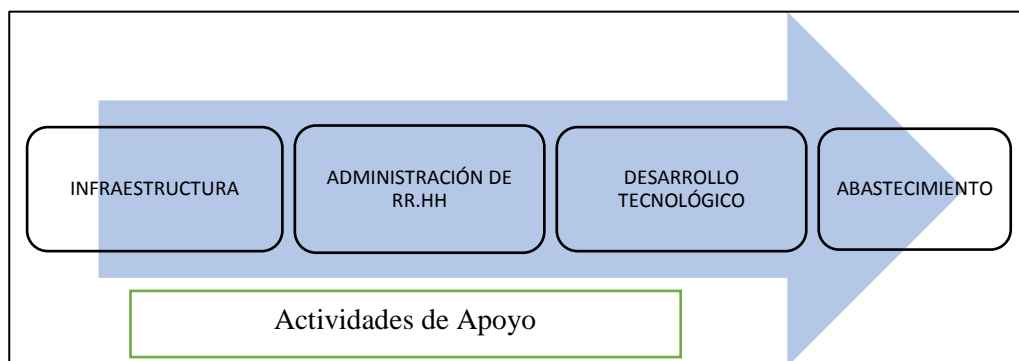 INFRAESTRUCTURA
ADMINISTRACIÓN DE
RR.HH
DESARROLLO
TECNOLÓGICO
ABASTECIMIENTO
Actividades de Apoyo